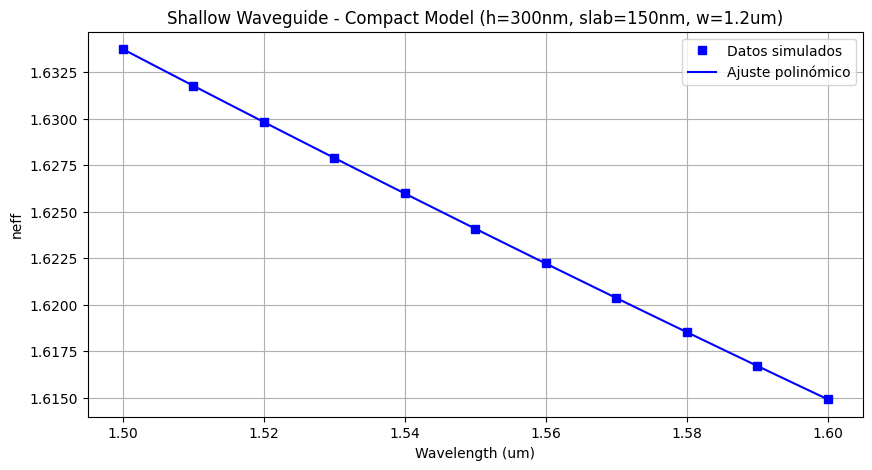 Shallow Waveguide - Compact Model (h=300nm, slab=150nm, w=1.2um)
Datos simulados
Ajuste polinómico
1.6325
1.6300
1.6275
1.6250
1.6225
1.6200
1.6175
1.6150
neff
1.50 1.52 1.54 1.56 1.58 1.60
Wavelength (um)